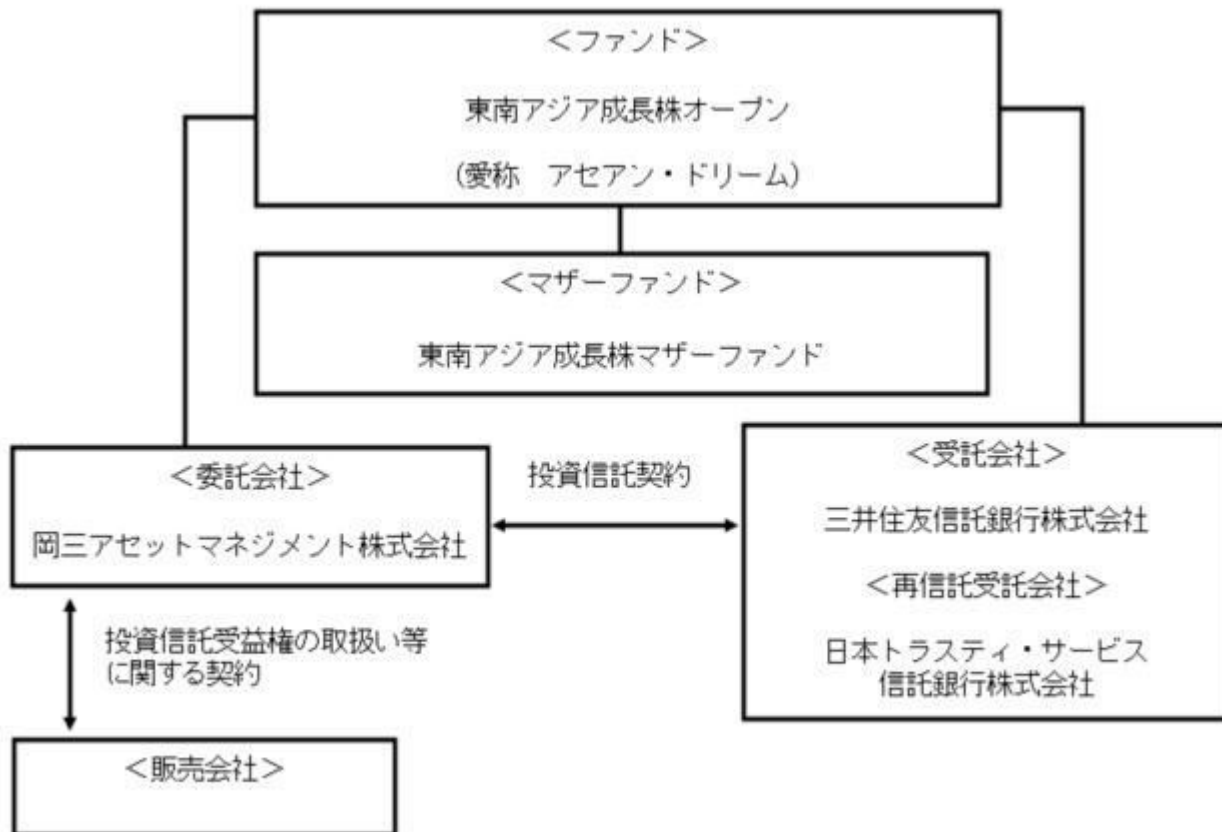 ＜ファンド＞
東南アジア成長株オープン
（愛称　アセアン・ドリーム）
＜マザーファンド＞
東南アジア成長株マザーファンド
＜委託会社＞
岡三アセットマネジメント株式会社
投資信託契約
＜受託会社＞
三井住友信託銀行株式会社
＜再信託受託会社＞
日本トラスティ・サービス
信託銀行株式会社
投資信託受益権の取扱い等
に関する契約
＜販売会社＞